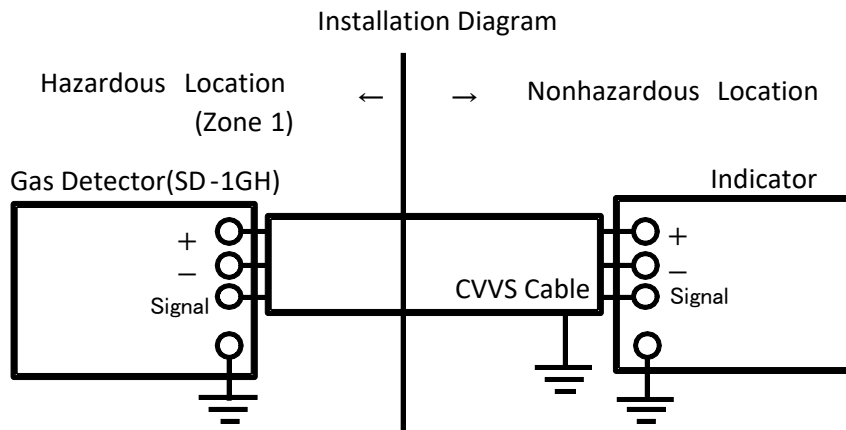 Installation Diagram
Hazardous Location
(Zone 1)
← →
Nonhazardous Location
Gas Detector(SD-1GH)
Indicator
+
−
Signal
CVVS Cable
+
−
Signal